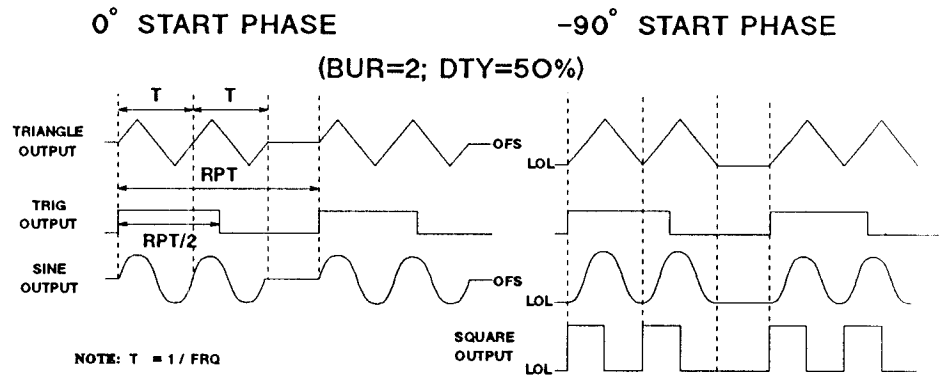 0° START PHASE
-90° START PHASE
(BUR=2; DTY=50%)
T
T
TRIANGLE
OUTPUT
OFS
LOL
RPT
TRIG
OUTPUT
RPT/2
SINE
OUTPUT
OFS
LOL
SQUARE
OUTPUT
LOL
NOTE: T = 1 / FRQ